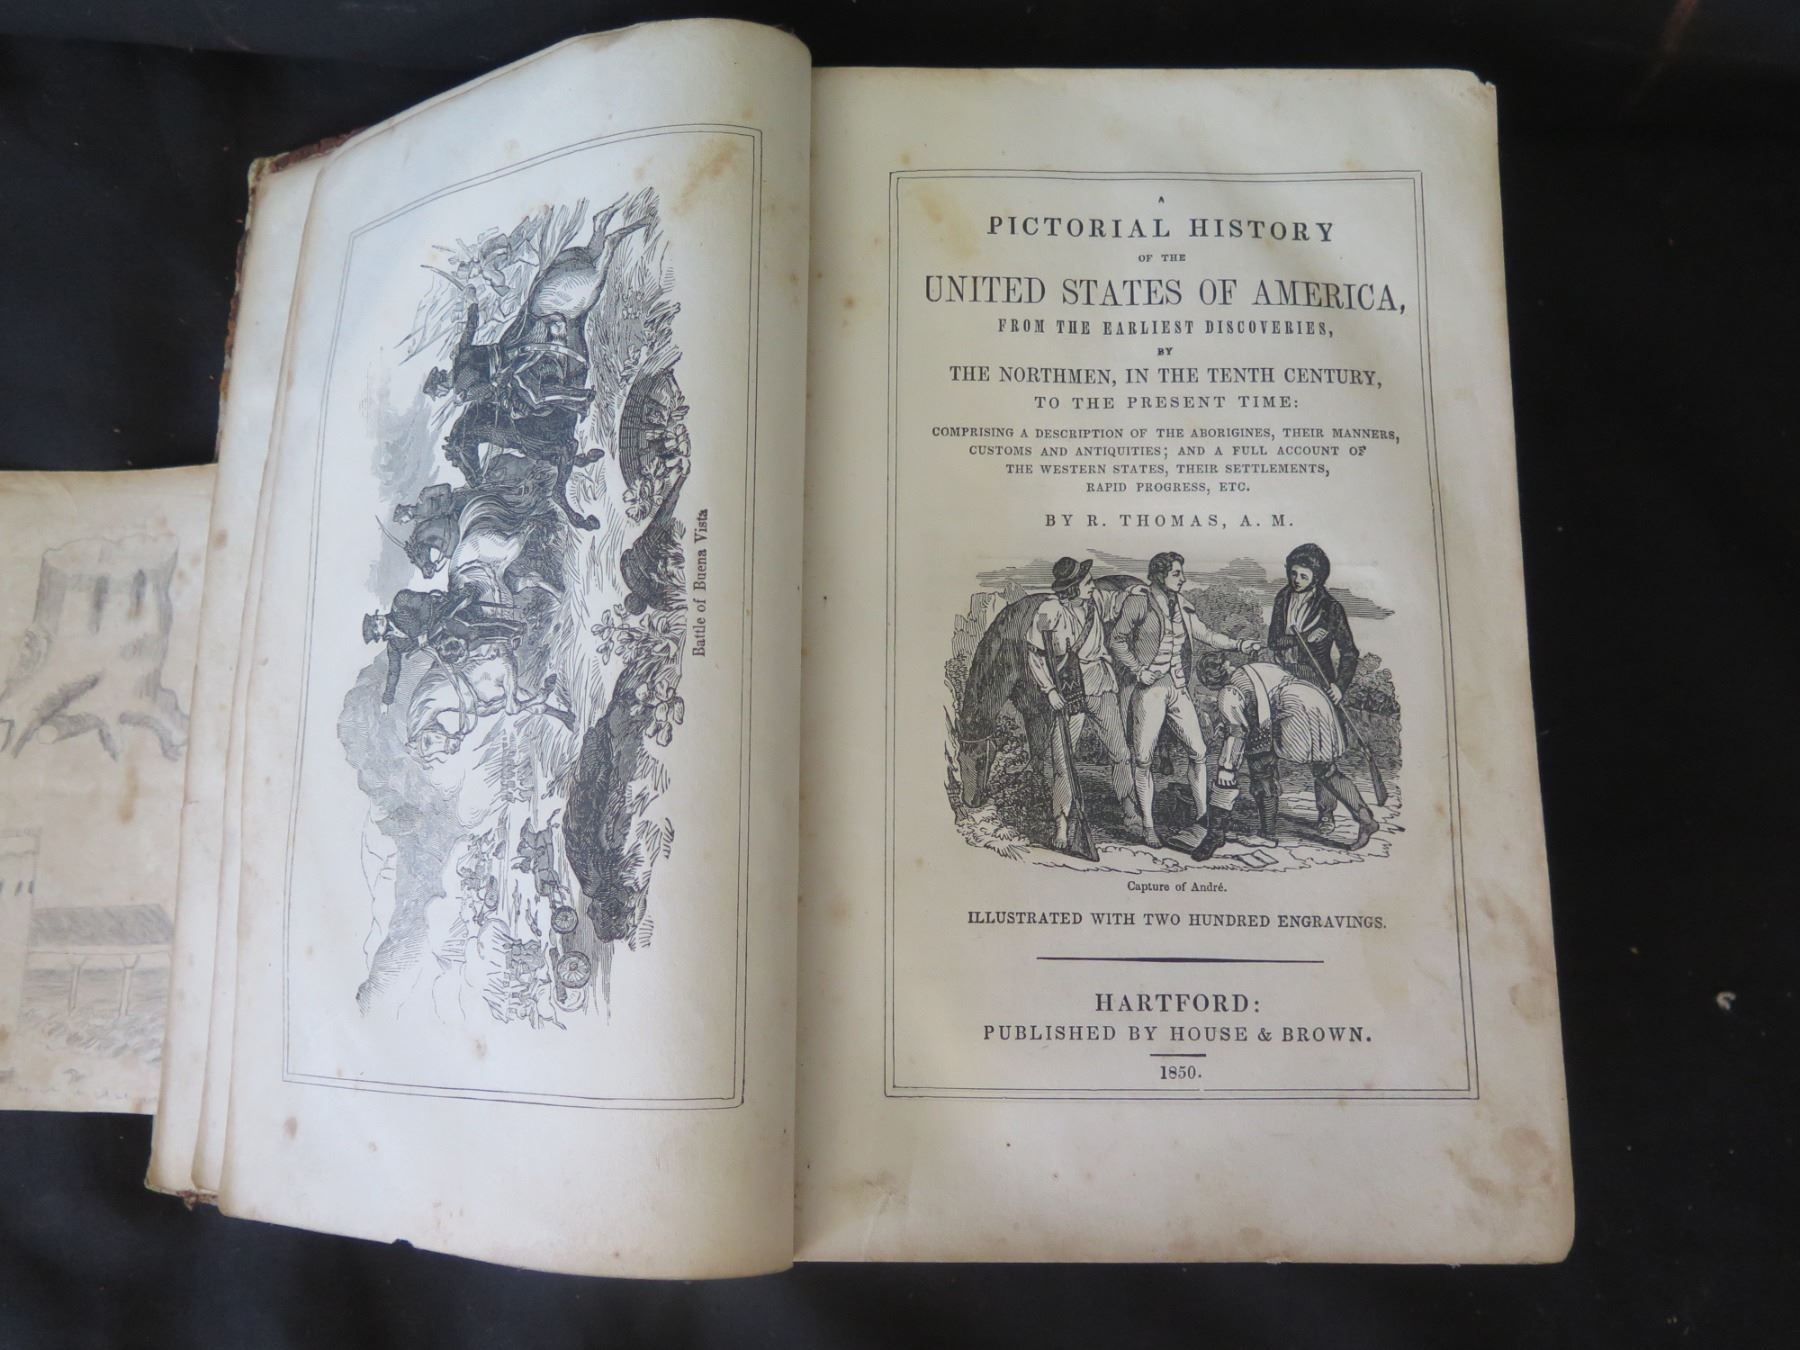 Battle of Buena Vista
A
PICTORIAL HISTORY
OF THE
UNITED STATES OF AMERICA,
FROM THE EARLIEST DISCOVERIES,
BY
THE NORTHMEN, IN THE TENTH CENTURY,
TO THE PRESENT TIME:
COMPRISING A DESCRIPTION OF THE ABORIGINES, THEIR MANNERS,
CUSTOMS AND ANTIQUITIES; AND A FULL ACCOUNT OF
THE WESTERN STATES, THEIR SETTLEMENTS,
RAPID PROGRESS, ETC.
BY R. THOMAS, A. M.
Capture of André.
ILLUSTRATED WITH TWO HUNDRED ENGRAVINGS.
HARTFORD:
PUBLISHED BY HOUSE & BROWN.
1850.